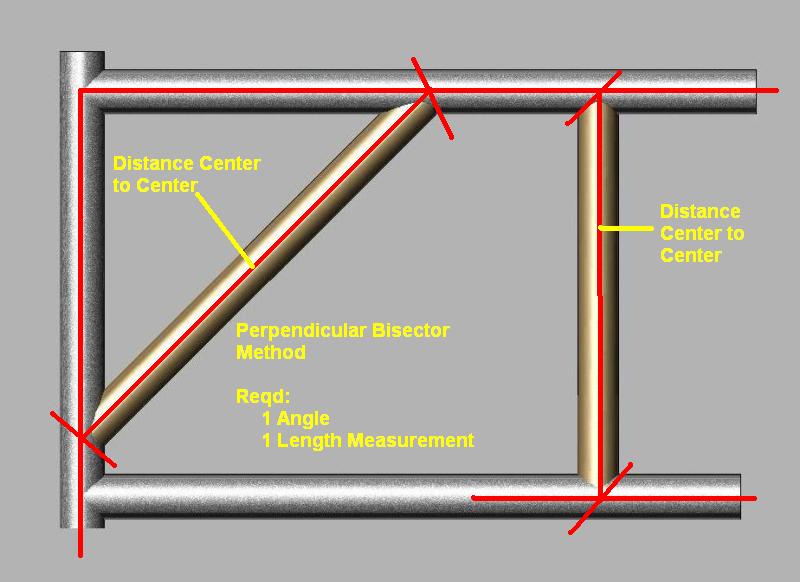 Distance Center
to Center
Distance
Center to
Center
Perpendicular Bisector
Method
Reqd:
1 Angle
1 Length Measurement